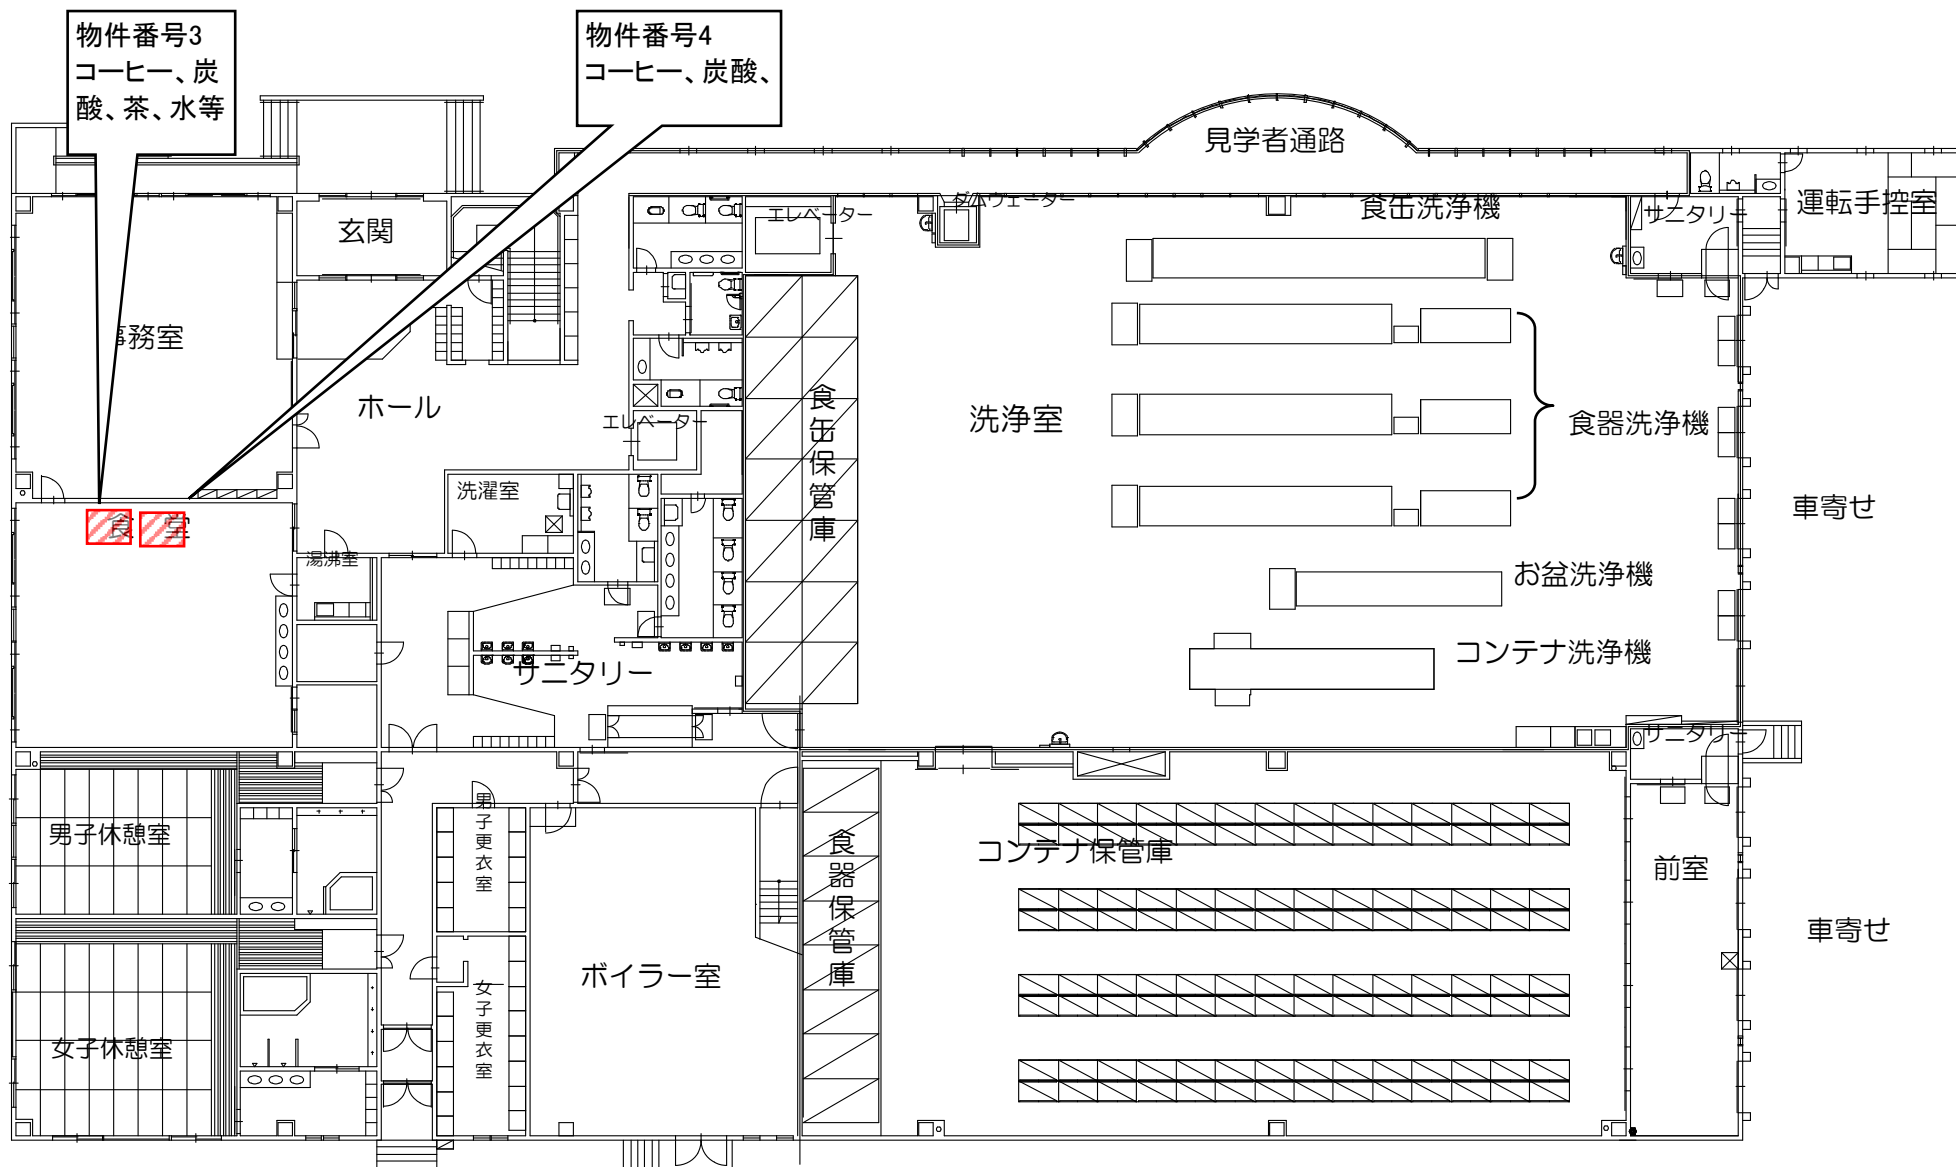 物件番号3
コーヒー、炭
酸、茶、水等
物件番号4
コーヒー、炭酸、
見学者通路
玄関
エレベーター
ダムウェーター
食缶洗浄機
サニタリー
運転手控室
事務室
ホール
エレベーター
食缶保管庫
洗浄室
食器洗浄機
洗濯室
車寄せ
食堂
湯沸室
お盆洗浄機
コンテナ洗浄機
サニタリー
サニタリー
男子休憩室
男子更衣室
食器保管庫
コンテナ保管庫
前室
車寄せ
ボイラー室
女子更衣室
女子休憩室